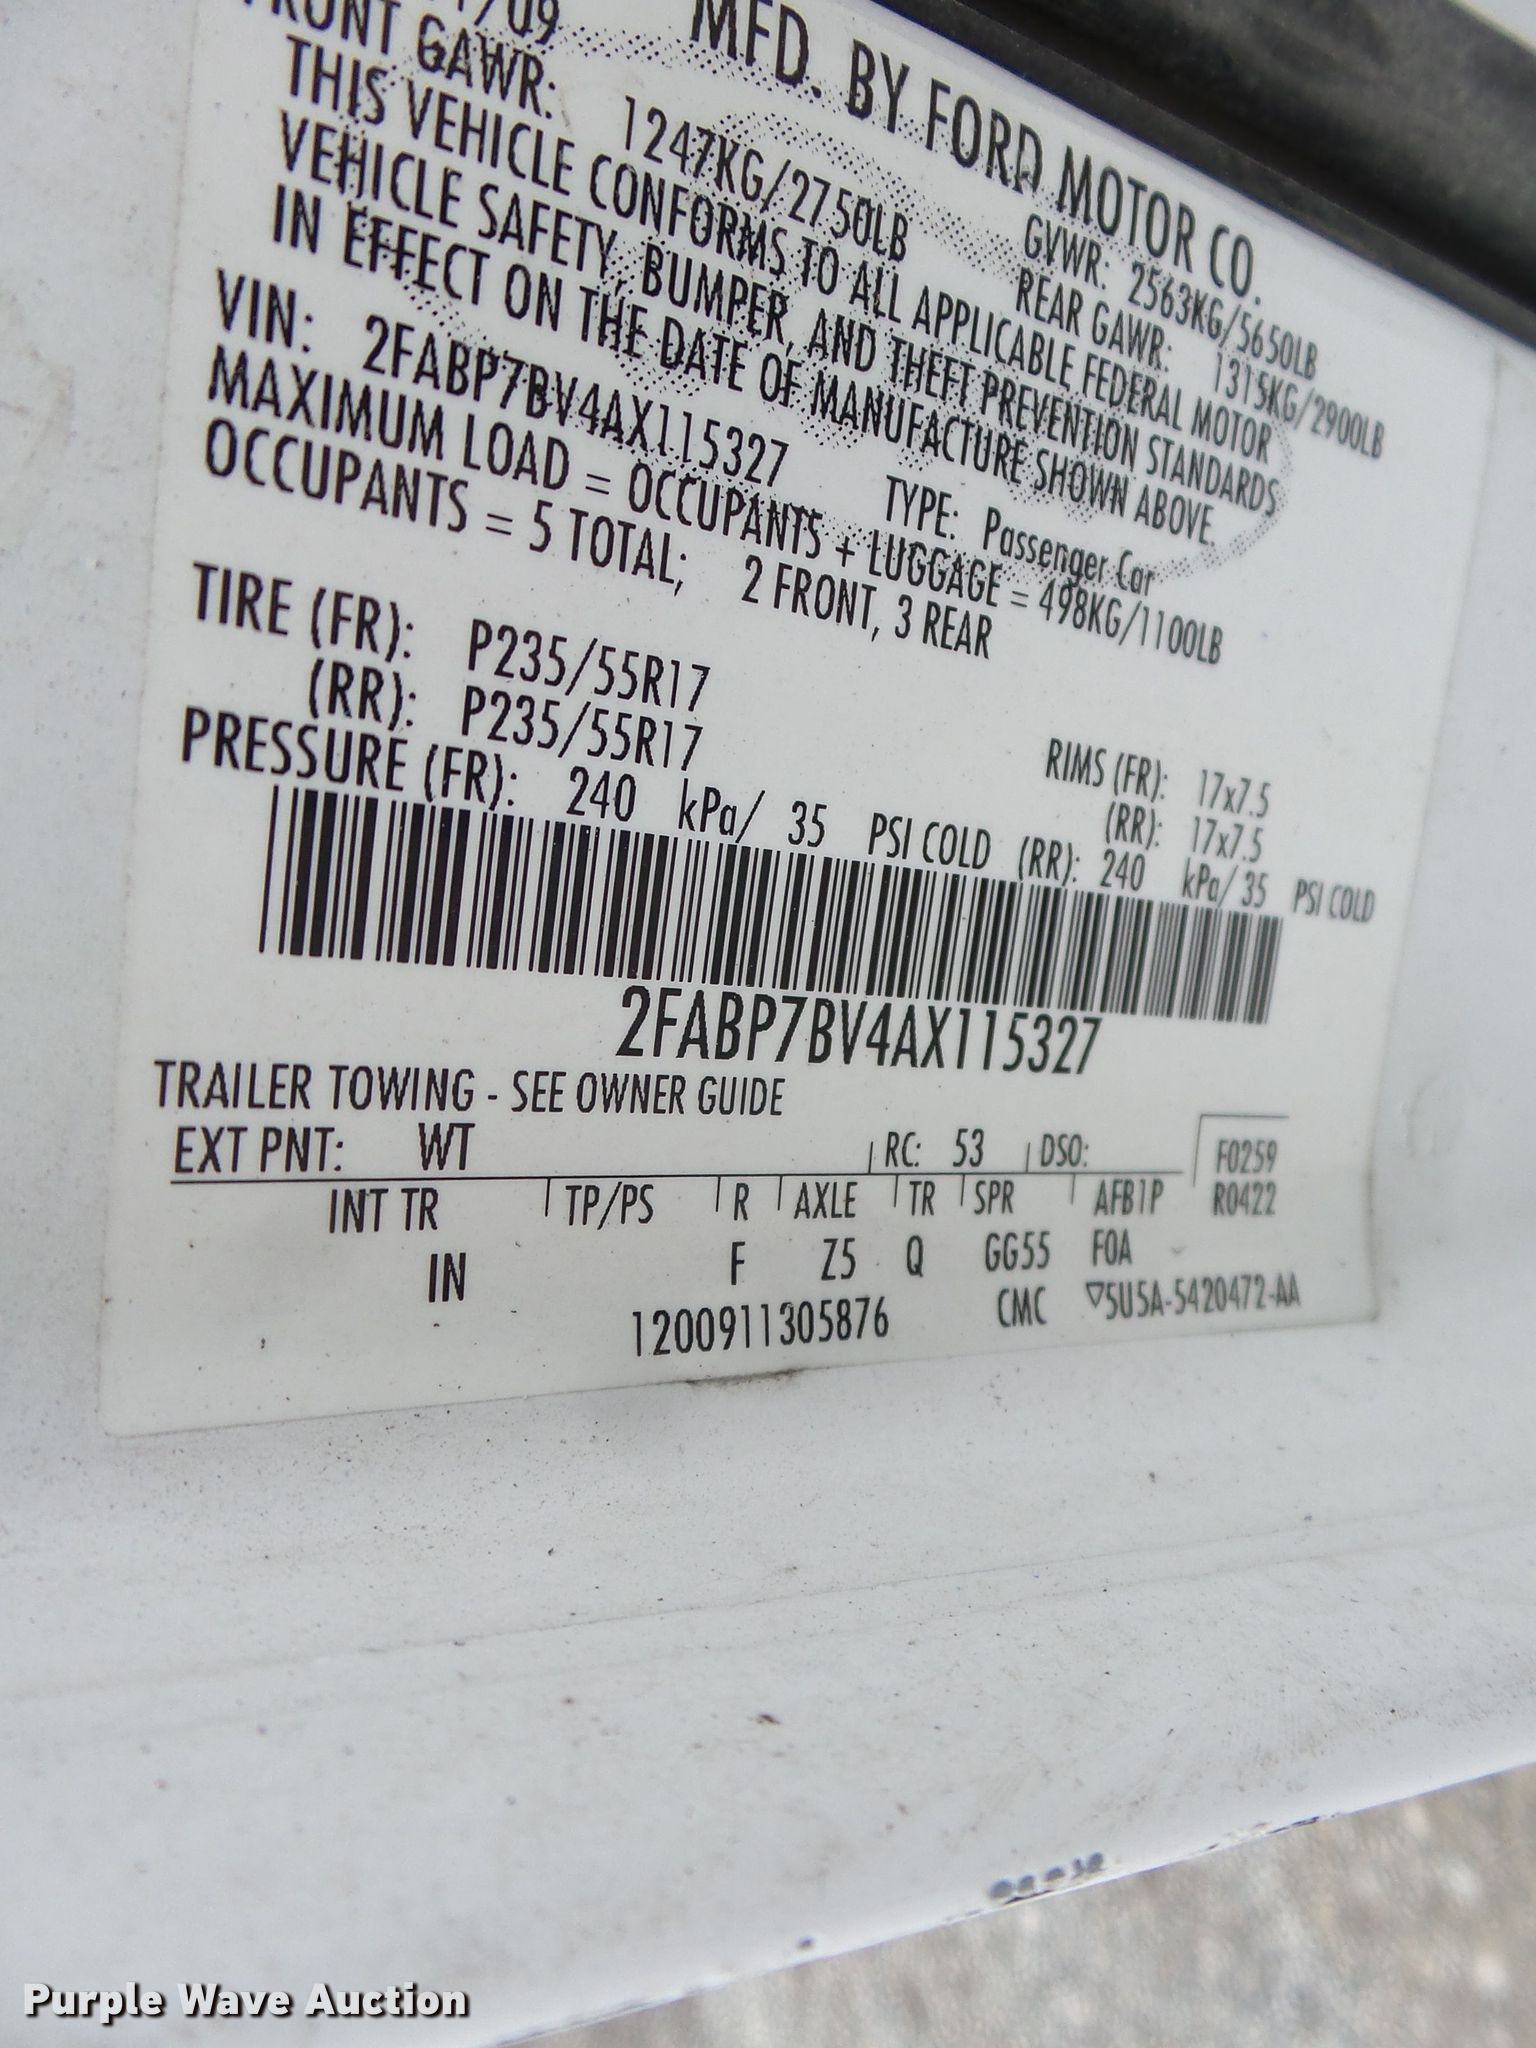 /09 MFD. BY FORD MOTOR CO.
GVWR: 2563KG/5650LB
FRONT GAWR: 1247KG/2750LB REAR GAWR: 1315KG/2900LB
THIS VEHICLE CONFORMS TO ALL APPLICABLE FEDERAL MOTOR
VEHICLE SAFETY, BUMPER, AND THEFT PREVENTION STANDARDS
IN EFFECT ON THE DATE OF MANUFACTURE SHOWN ABOVE.
VIN: 2FABP7BV4AX115327 TYPE: Passenger Car
MAXIMUM LOAD = OCCUPANTS + LUGGAGE = 498KG/1100LB
OCCUPANTS = 5 TOTAL; 2 FRONT, 3 REAR
TIRE (FR): P235/55R17 RIMS (FR): 17x7.5
(RR): P235/55R17 (RR): 17x7.5
PRESSURE (FR): 240 kPa/ 35 PSI COLD (RR): 240 kPa/ 35 PSI COLD
2FABP7BV4AX115327
TRAILER TOWING - SEE OWNER GUIDE
EXT PNT: WT RC: 53 DSO: F0259
INT TR TP/PS R AXLE TR SPR AFB1P R0422
IN F Z5 Q GG55 F0A
1200911305876 CMC ▽5U5A-5420472-AA
Purple Wave Auction